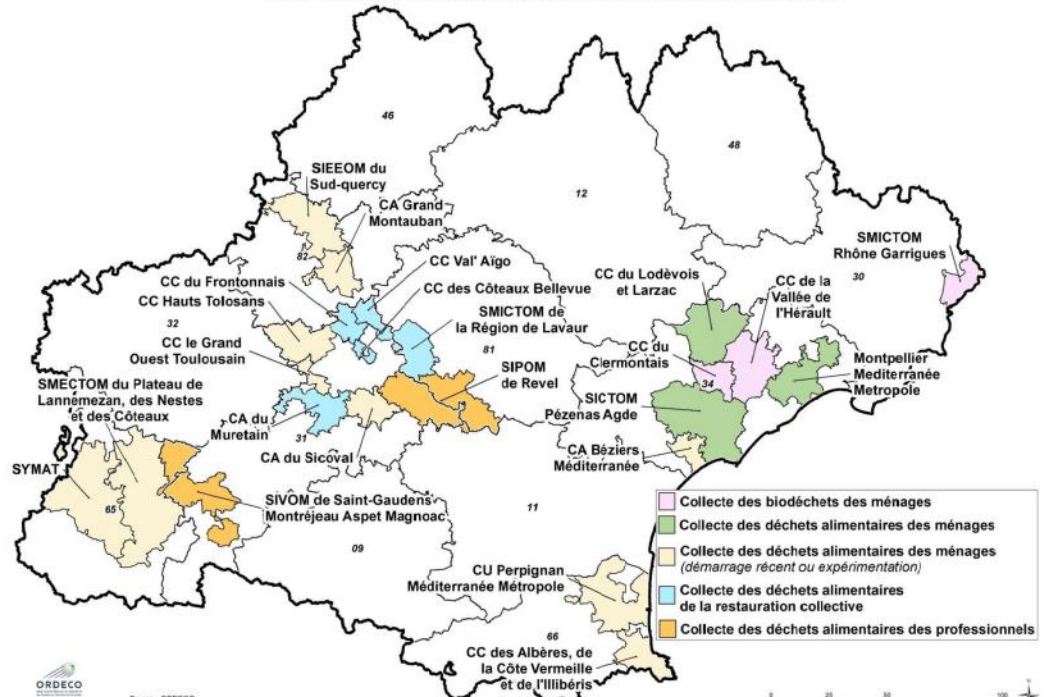 46
48
SIEEOM du
Sud-quercy
12
CA Grand
Montauban
SMICTOM
Rhône Garrigues
82
30
CC Val' Aïgo
CC du Frontonnais
CC du Lodèvois
et Larzac
CC de la
Vallée de
l'Hérault
CC des Côteaux Bellevue
CC Hauts Tolosans
32
SMICTOM de
la Région de Lavaur
CC le Grand
Ouest Toulousain
81
CC du
Clermontais
34
Montpellier
Mediterranée
Metropole
SIPOM
de Revel
SMECTOM du Plateau de
Lannemezan, des Nestes
et des Côteaux
SICTOM
Pézenas Agde
CA du
Muretain
31
CA Béziers
Méditerranée
CA du Sicoval
SYMAT
65
SIVOM de Saint-Gaudens
Montréjeau Aspet Magnoac
11
09
Collecte des biodéchets des ménages
Collecte des déchets alimentaires des ménages
Collecte des déchets alimentaires des ménages
(démarrage récent ou expérimentation)
Collecte des déchets alimentaires
de la restauration collective
Collecte des déchets alimentaires des professionnels
CU Perpignan
Méditerranée Métropole
66
CC des Albères, de
la Côte Vermeille
et de l'Illibéris
ORDECO
0 25 50 100